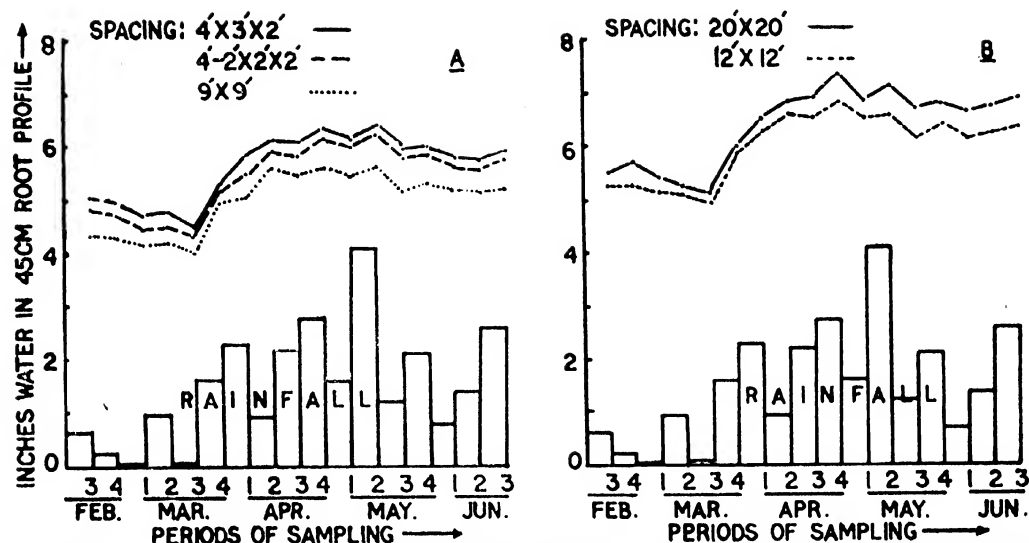 INCHES WATER IN 45CM ROOT PROFILE
SPACING: 4'X3'X2'
4'-2'X2'X2'
9'X9'
A
8
6
4
2
0
RAINFALL
3 4 1 2 3 4 1 2 3 4 1 2 3 4 1 2 3
FEB. MAR. APR. MAY. JUN.
PERIODS OF SAMPLING
SPACING: 20'X20'
12'X12'
B
8
6
4
2
0
RAINFALL
3 4 1 2 3 4 1 2 3 4 1 2 3 4 1 2 3
FEB. MAR. APR. MAY. JUN.
PERIODS OF SAMPLING